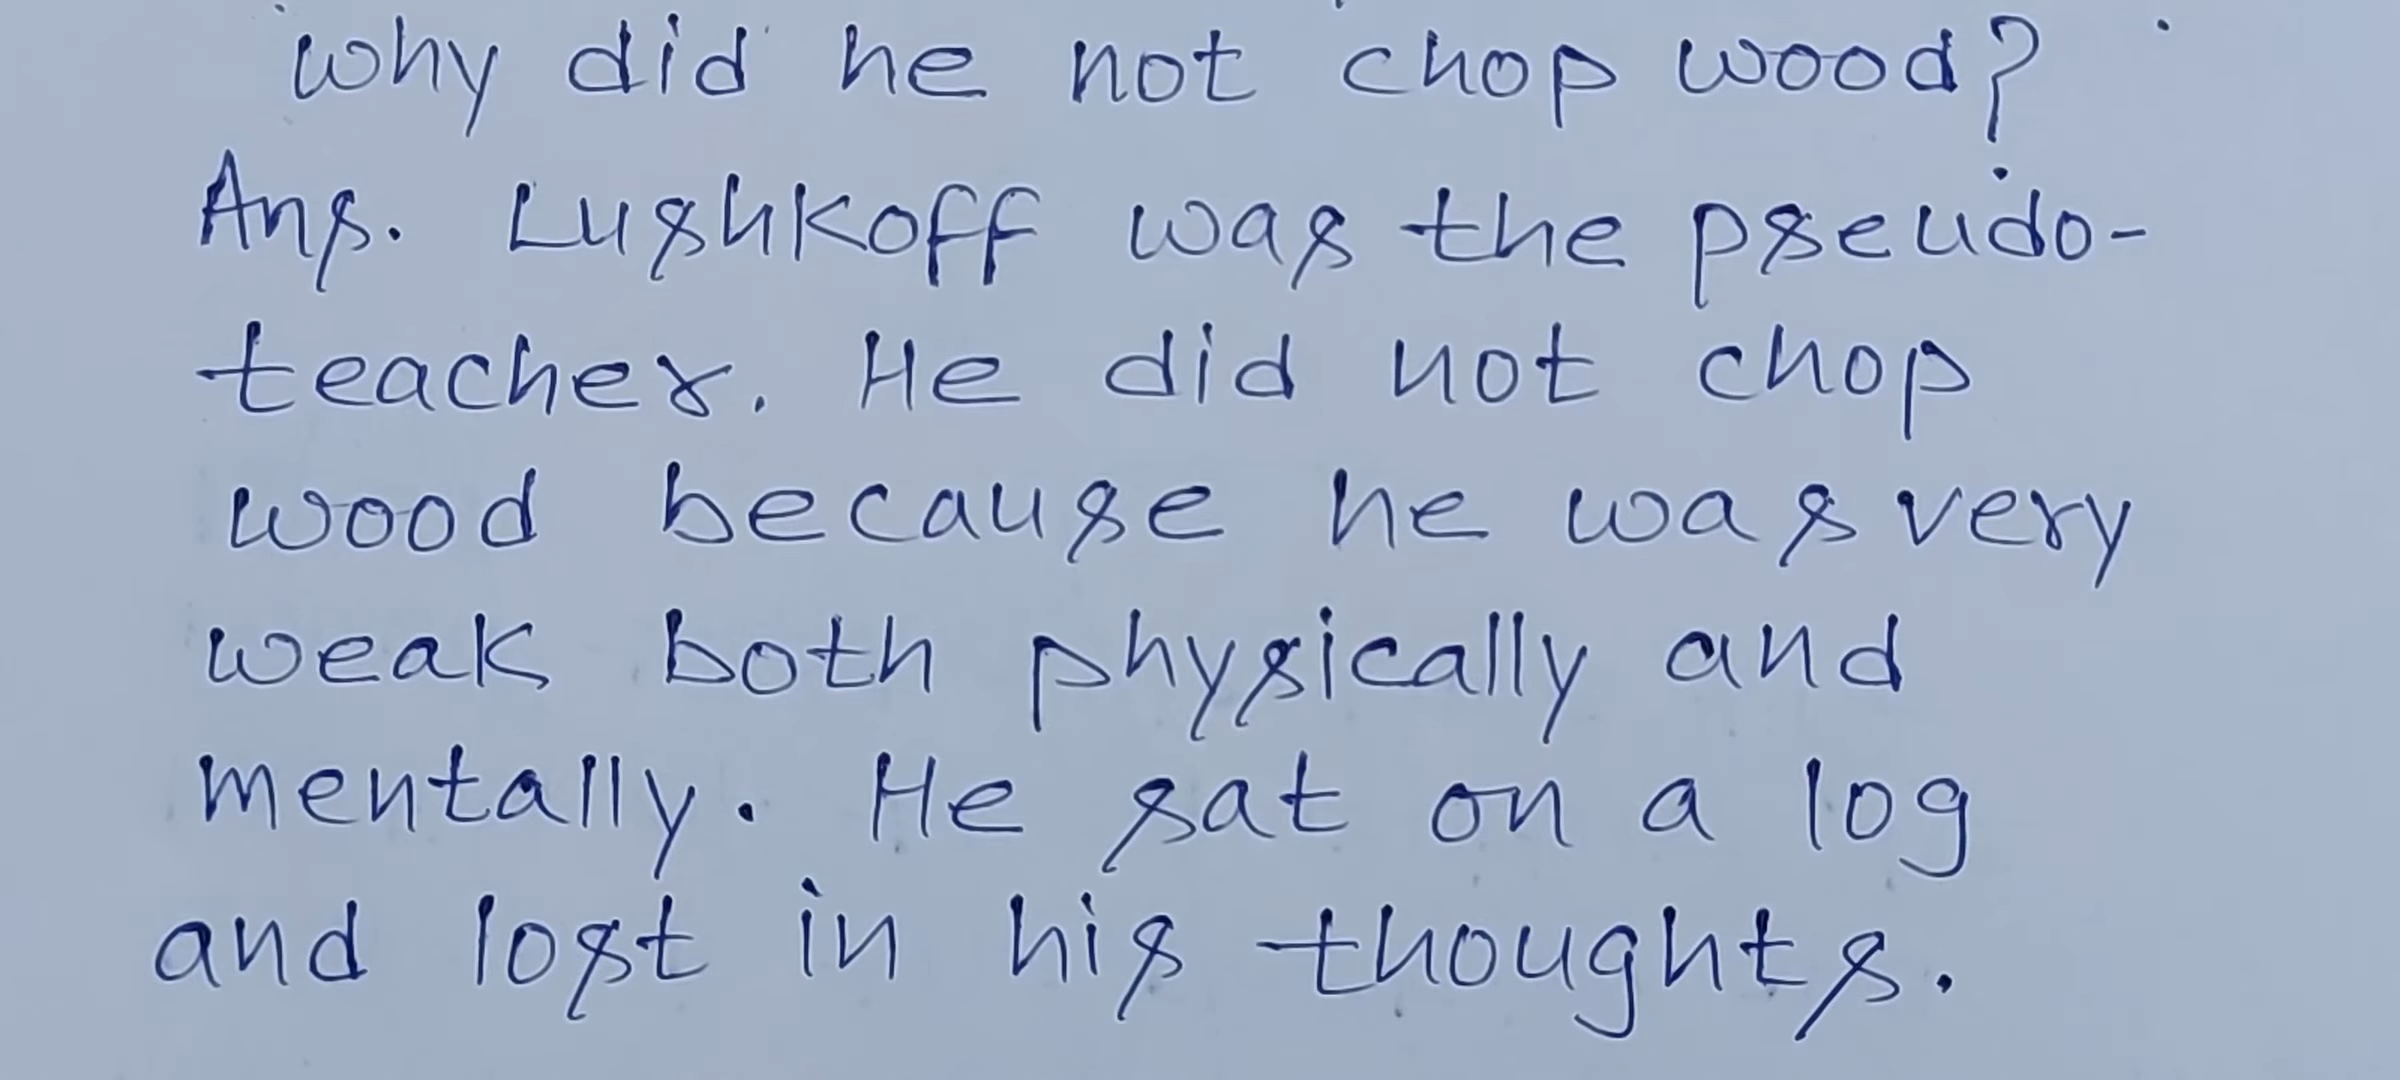 why did he not chop wood?
Ans. Lushkoff was the pseudo-
teacher. He did not chop
wood because he was very
weak both physically and
mentally. He sat on a log
and lost in his thoughts.